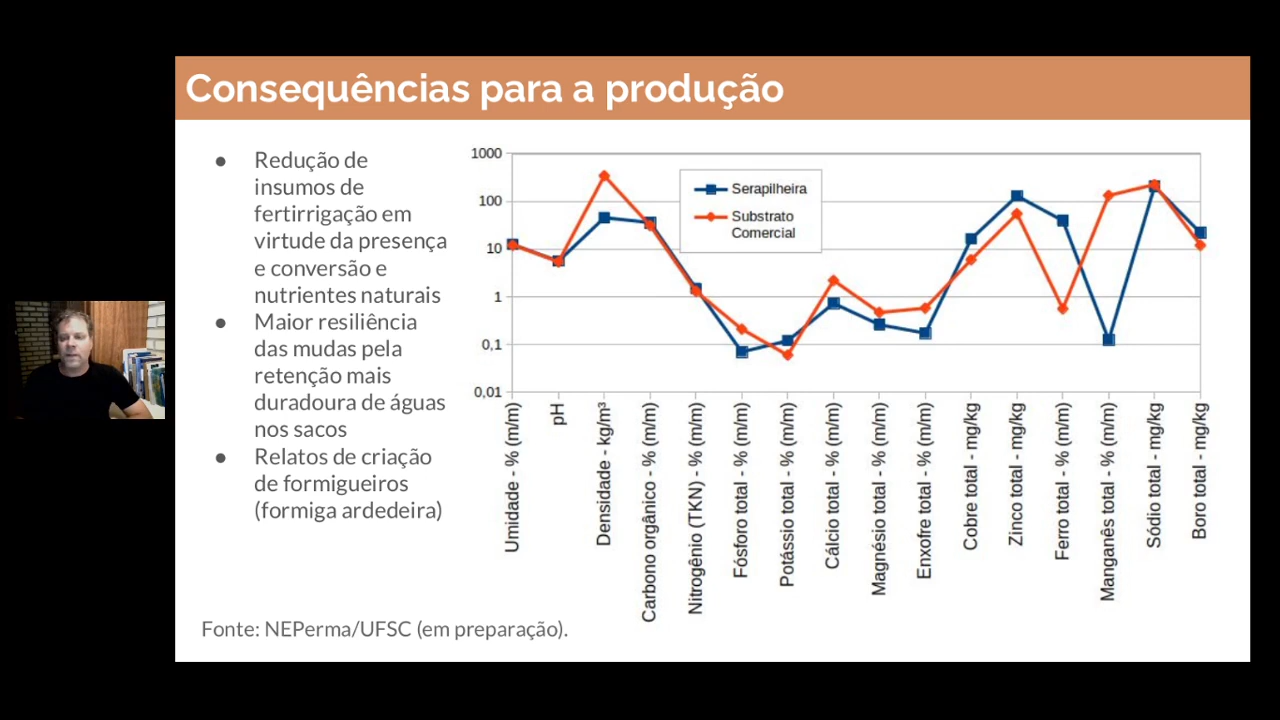 Consequências para a produção
● Redução de
insumos de
fertirrigação em
virtude da presença
e conversão e
nutrientes naturais
● Maior resiliência
das mudas pela
retenção mais
duradoura de águas
nos sacos
● Relatos de criação
de formigueiros
(formiga ardedeira)
1000
100
10
1
0,1
0,01
Serapilheira
Substrato
Comercial
Umidade - % (m/m)
pH
Densidade - kg/m³
Carbono orgânico - % (m/m)
Nitrogênio (TKN) - % (m/m)
Fósforo total - % (m/m)
Potássio total - % (m/m)
Cálcio total - % (m/m)
Magnésio total - % (m/m)
Enxofre total - % (m/m)
Cobre total - mg/kg
Zinco total - mg/kg
Ferro total - % (m/m)
Manganês total - % (m/m)
Sódio total - mg/kg
Boro total - mg/kg
Fonte: NEPerma/UFSC (em preparação).